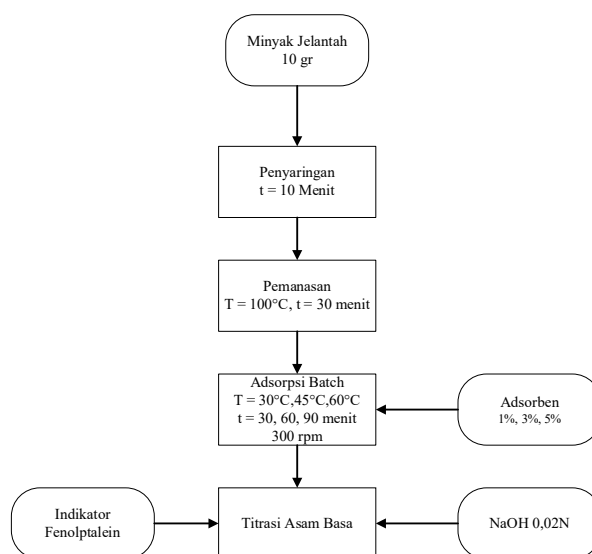 Minyak Jelantah
10 gr
Penyaringan
t = 10 Menit
Pemanasan
T = 100°C, t = 30 menit
Adsorpsi Batch
T = 30°C,45°C,60°C
t = 30, 60, 90 menit
300 rpm
Adsorben
1%, 3%, 5%
Indikator
Fenolptalein
Titrasi Asam Basa
NaOH 0,02N